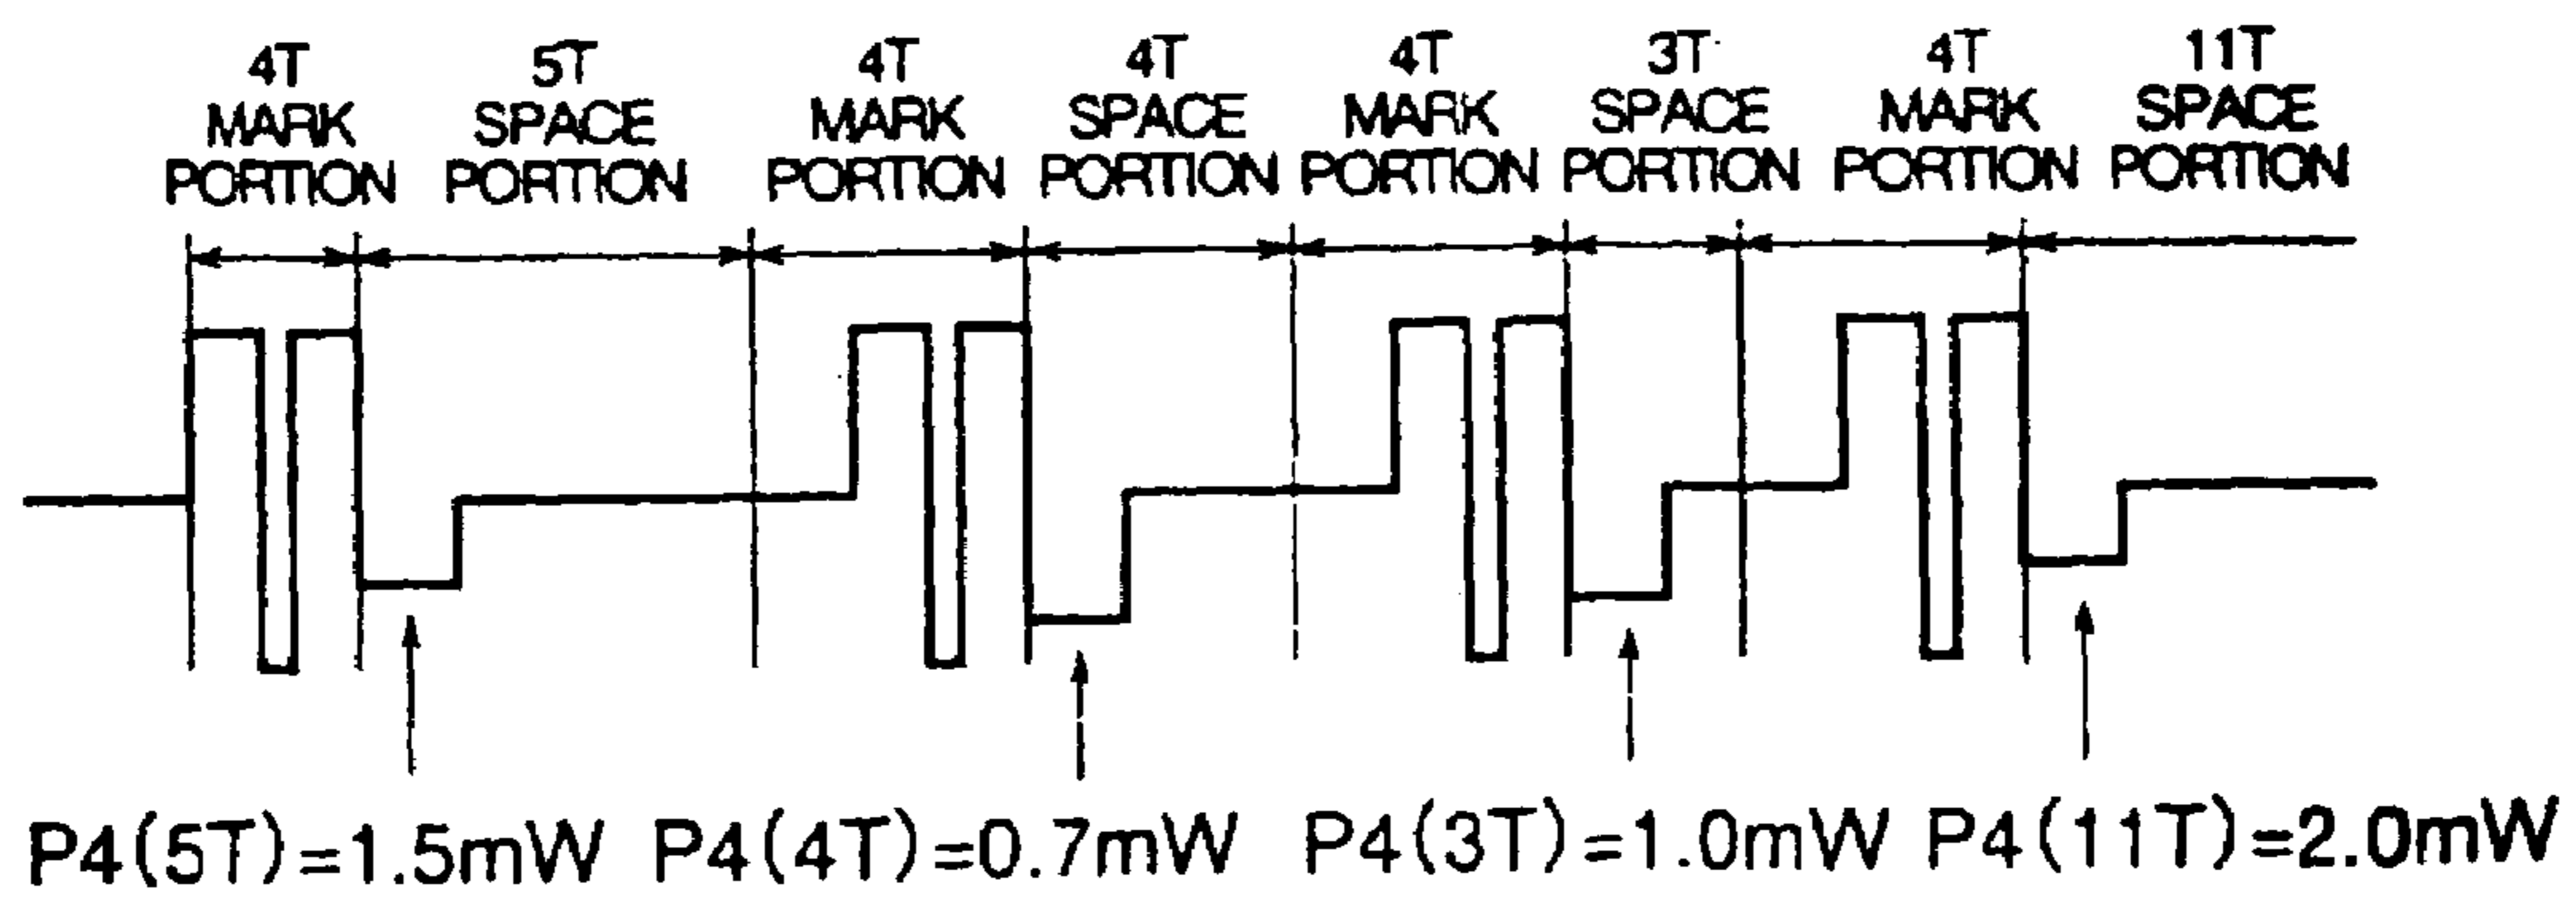 4T MARK PORTION
5T SPACE PORTION
4T MARK PORTION
4T SPACE PORTION
4T MARK PORTION
3T SPACE PORTION
4T MARK PORTION
11T SPACE PORTION
P4(5T)=1.5mW
P4(4T)=0.7mW
P4(3T)=1.0mW
P4(11T)=2.0mW